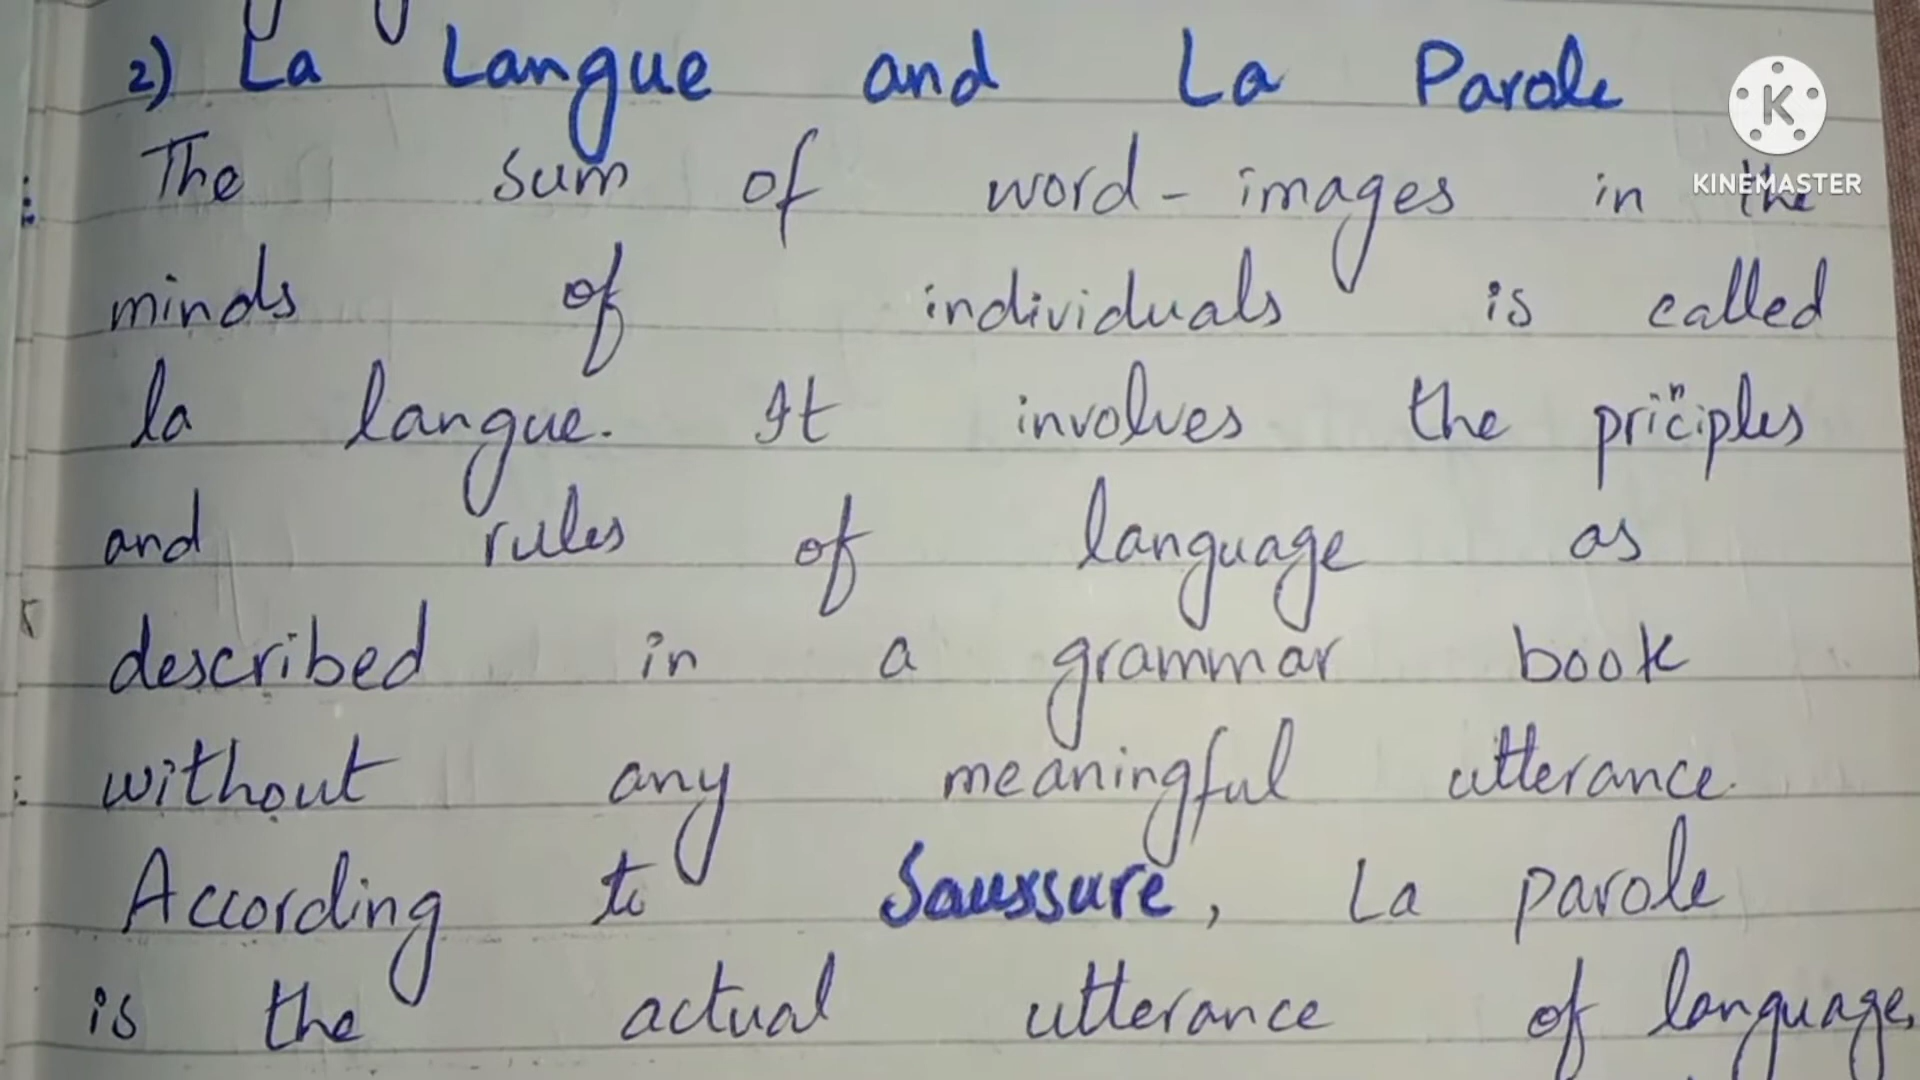 2) La Langue and La Parole
The sum of word-images in the
minds of individuals is called
la langue. It involves the principles
and rules of language as
described in a grammar book
without any meaningful utterance.
According to Saussure, La parole
is the actual utterance of language,
KINEMASTER